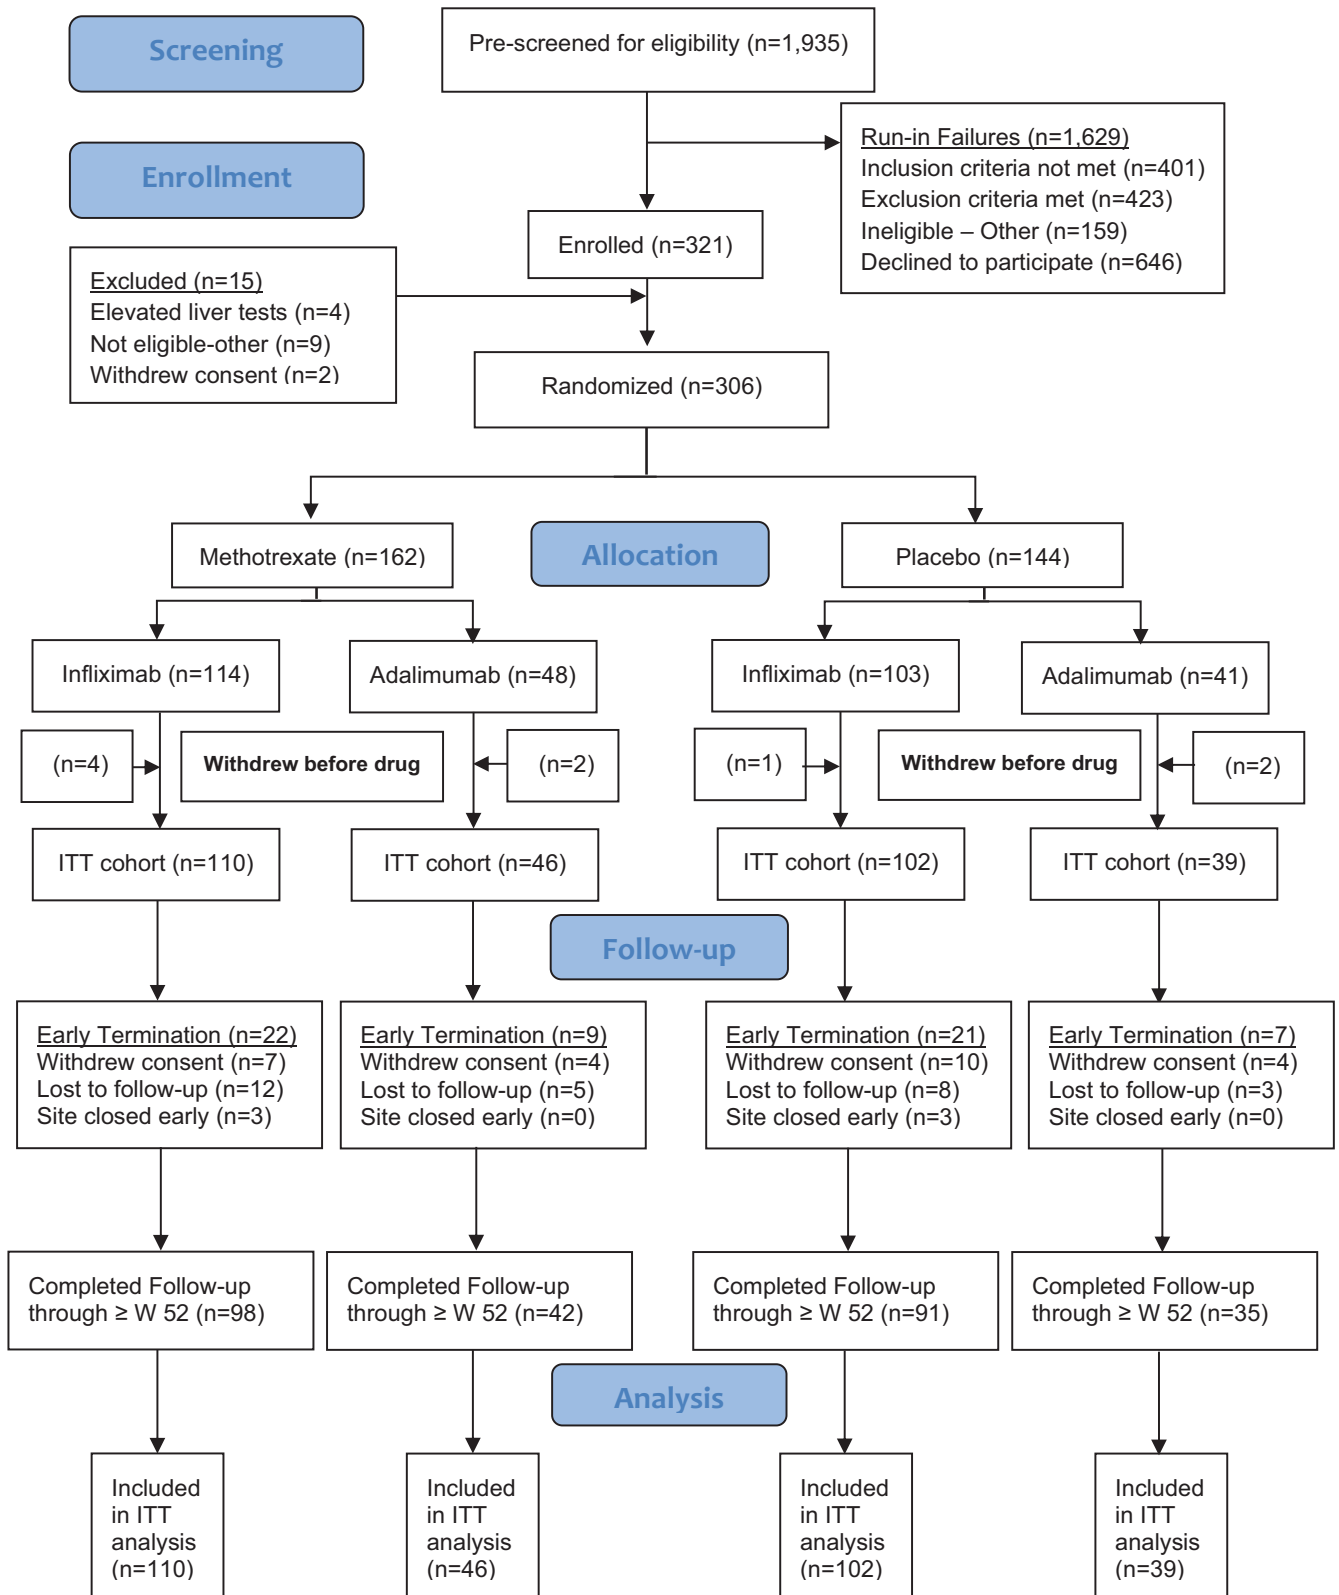 Screening
Pre-screened for eligibility (n=1,935)
Run-in Failures (n=1,629)
Inclusion criteria not met (n=401)
Exclusion criteria met (n=423)
Ineligible – Other (n=159)
Declined to participate (n=646)
Enrollment
Enrolled (n=321)
Excluded (n=15)
Elevated liver tests (n=4)
Not eligible-other (n=9)
Withdrew consent (n=2)
Randomized (n=306)
Methotrexate (n=162)
Allocation
Placebo (n=144)
Infliximab (n=114)
Adalimumab (n=48)
Infliximab (n=103)
Adalimumab (n=41)
(n=4)
Withdrew before drug
(n=2)
(n=1)
Withdrew before drug
(n=2)
ITT cohort (n=110)
ITT cohort (n=46)
ITT cohort (n=102)
ITT cohort (n=39)
Follow-up
Early Termination (n=22)
Withdrew consent (n=7)
Lost to follow-up (n=12)
Site closed early (n=3)
Early Termination (n=9)
Withdrew consent (n=4)
Lost to follow-up (n=5)
Site closed early (n=0)
Early Termination (n=21)
Withdrew consent (n=10)
Lost to follow-up (n=8)
Site closed early (n=3)
Early Termination (n=7)
Withdrew consent (n=4)
Lost to follow-up (n=3)
Site closed early (n=0)
Completed Follow-up
through ≥ W 52 (n=98)
Completed Follow-up
through ≥ W 52 (n=42)
Completed Follow-up
through ≥ W 52 (n=91)
Completed Follow-up
through ≥ W 52 (n=35)
Analysis
Included
in ITT
analysis
(n=110)
Included
in ITT
analysis
(n=46)
Included
in ITT
analysis
(n=102)
Included
in ITT
analysis
(n=39)